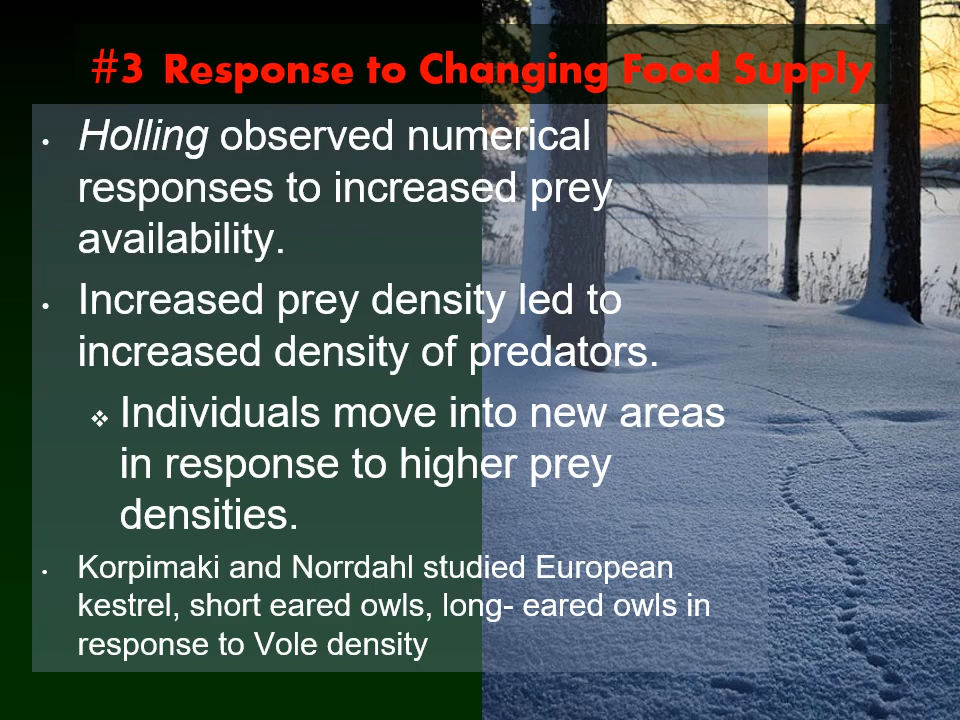 #3 Response to Changing Food Supply
• Holling observed numerical
responses to increased prey
availability.
• Increased prey density led to
increased density of predators.
❖ Individuals move into new areas
in response to higher prey
densities.
• Korpimaki and Norrdahl studied European
kestrel, short eared owls, long- eared owls in
response to Vole density